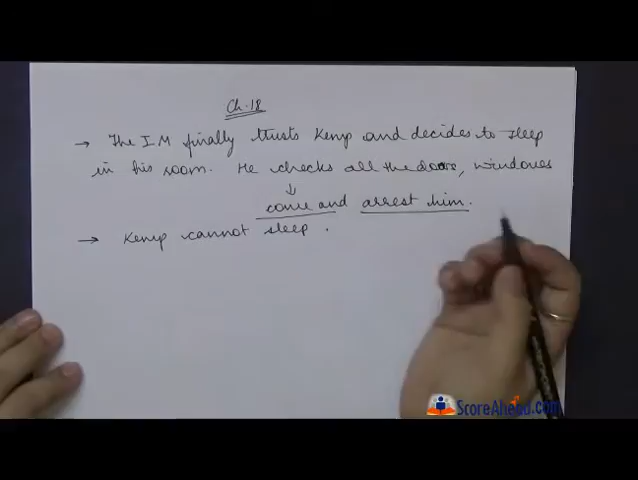 Ch. 18
→ The IM finally trusts Kemp and decides to sleep
in his room. He checks all the doors, windows
↓
come and arrest him.
→ Kemp cannot sleep.
ScoreAhead.com